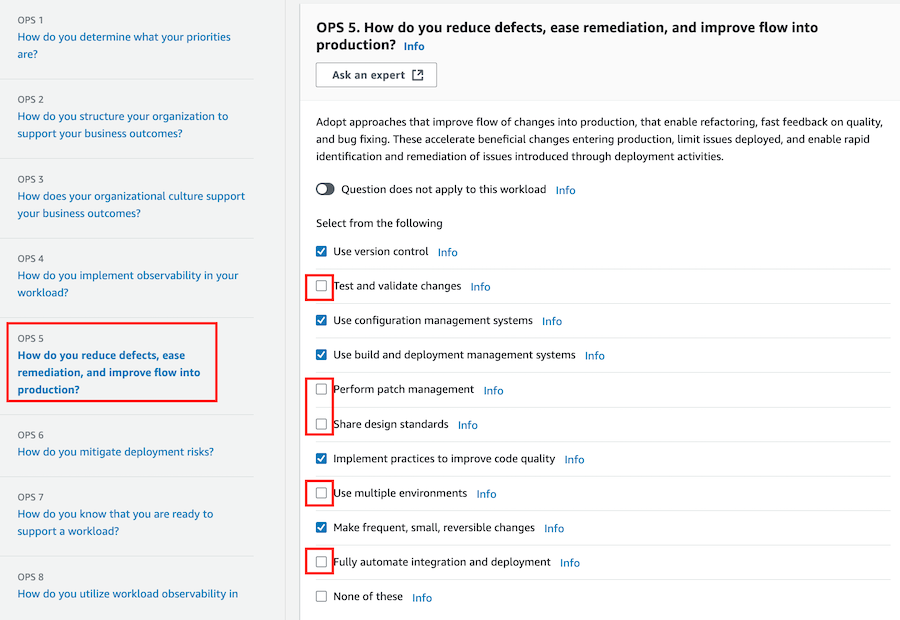 OPS 1
How do you determine what your priorities
are?
OPS 2
How do you structure your organization to
support your business outcomes?
OPS 3
How does your organizational culture support
your business outcomes?
OPS 4
How do you implement observability in your
workload?
OPS 5
How do you reduce defects, ease
remediation, and improve flow into
production?
OPS 6
How do you mitigate deployment risks?
OPS 7
How do you know that you are ready to
support a workload?
OPS 8
How do you utilize workload observability in
OPS 5. How do you reduce defects, ease remediation, and improve flow into
production? Info
Ask an expert
Adopt approaches that improve flow of changes into production, that enable refactoring, fast feedback on quality,
and bug fixing. These accelerate beneficial changes entering production, limit issues deployed, and enable rapid
identification and remediation of issues introduced through deployment activities.
Question does not apply to this workload Info
Select from the following
Use version control Info
Test and validate changes Info
Use configuration management systems Info
Use build and deployment management systems Info
Perform patch management Info
Share design standards Info
Implement practices to improve code quality Info
Use multiple environments Info
Make frequent, small, reversible changes Info
Fully automate integration and deployment Info
None of these Info